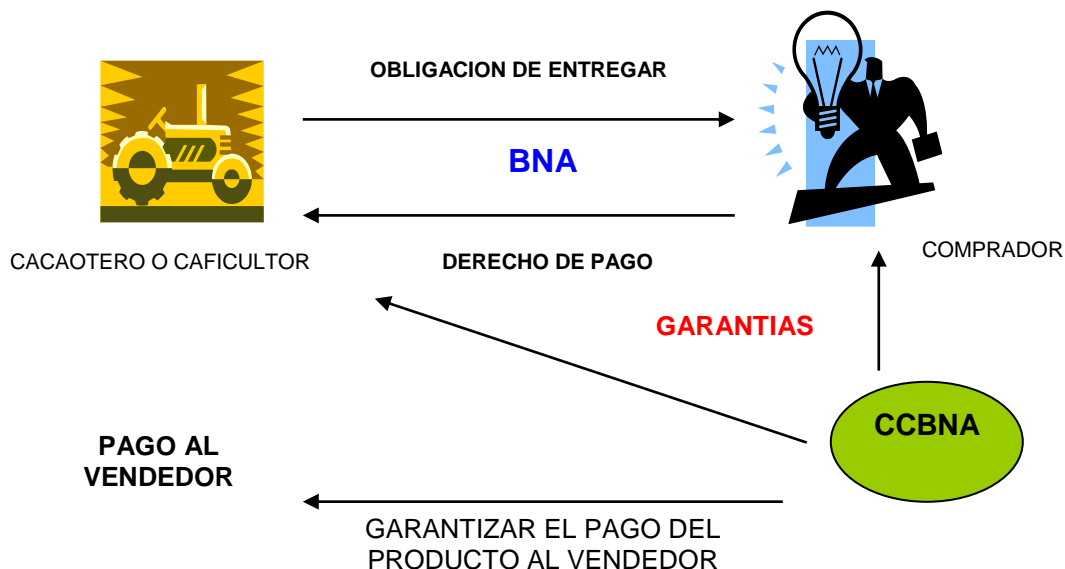 OBLIGACION DE ENTREGAR
BNA
CACAOTERO O CAFICULTOR
DERECHO DE PAGO
COMPRADOR
GARANTIAS
CCBNA
PAGO AL
VENDEDOR
GARANTIZAR EL PAGO DEL
PRODUCTO AL VENDEDOR